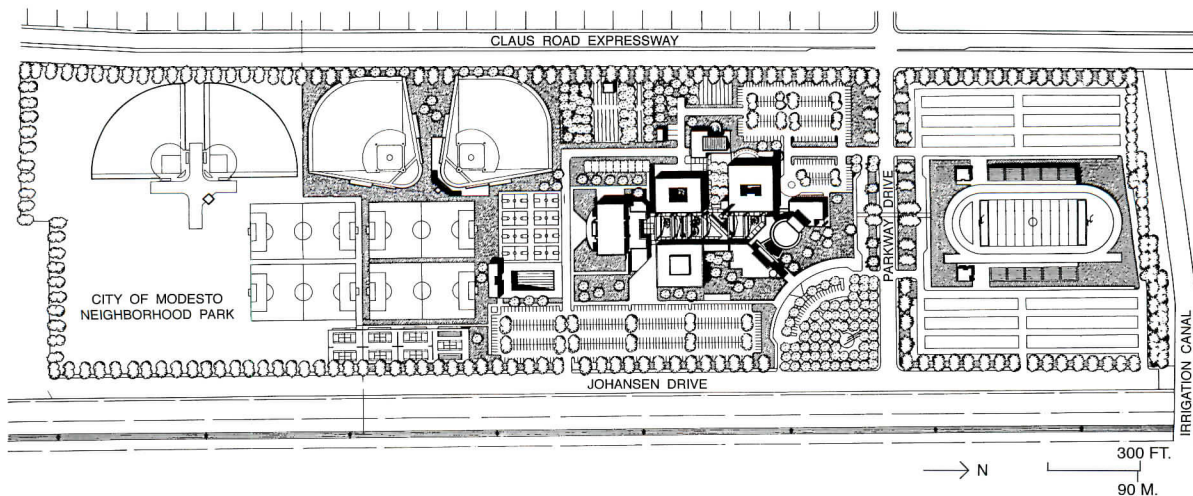 CLAUS ROAD EXPRESSWAY
PARKWAY DRIVE
CITY OF MODESTO
NEIGHBORHOOD PARK
JOHANSEN DRIVE
IRRIGATION CANAL
N
300 FT.
90 M.